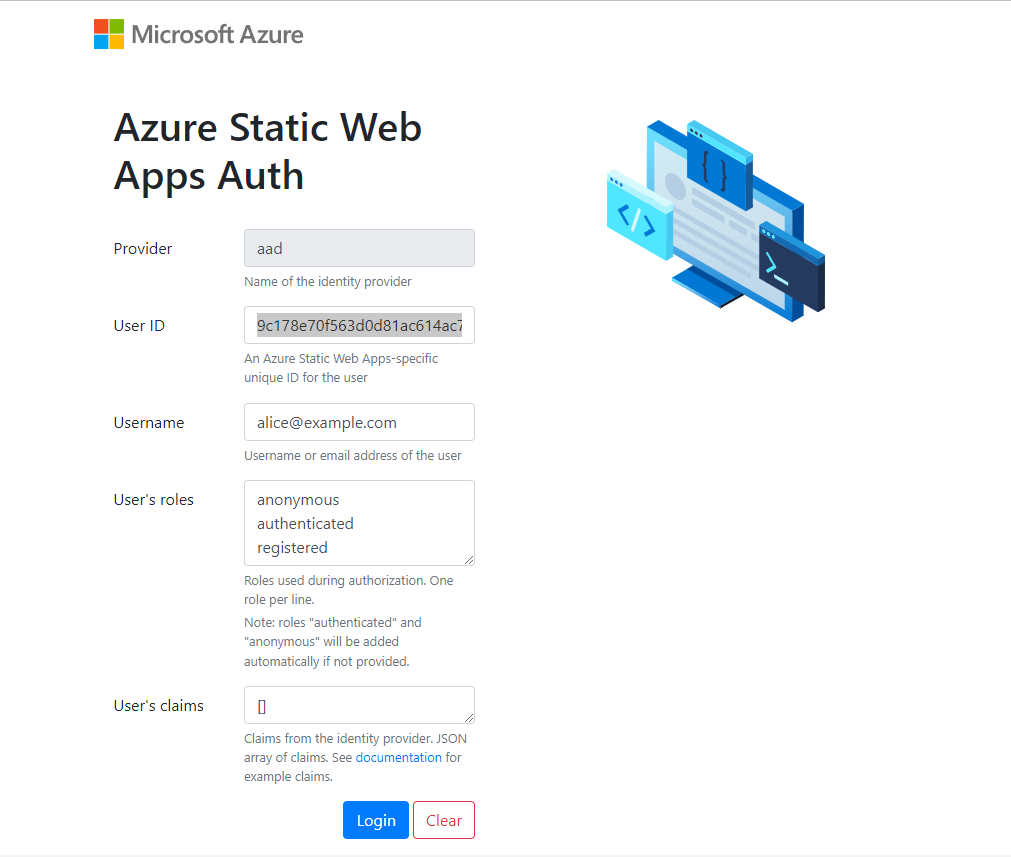 Microsoft Azure
Azure Static Web
Apps Auth
Provider
aad
Name of the identity provider
User ID
9c178e70f563d0d81ac614ac7
An Azure Static Web Apps-specific
unique ID for the user
Username
alice@example.com
Username or email address of the user
User's roles
anonymous
authenticated
registered
Roles used during authorization. One
role per line.
Note: roles "authenticated" and
"anonymous" will be added
automatically if not provided.
User's claims
[]
Claims from the identity provider. JSON
array of claims. See documentation for
example claims.
Login Clear